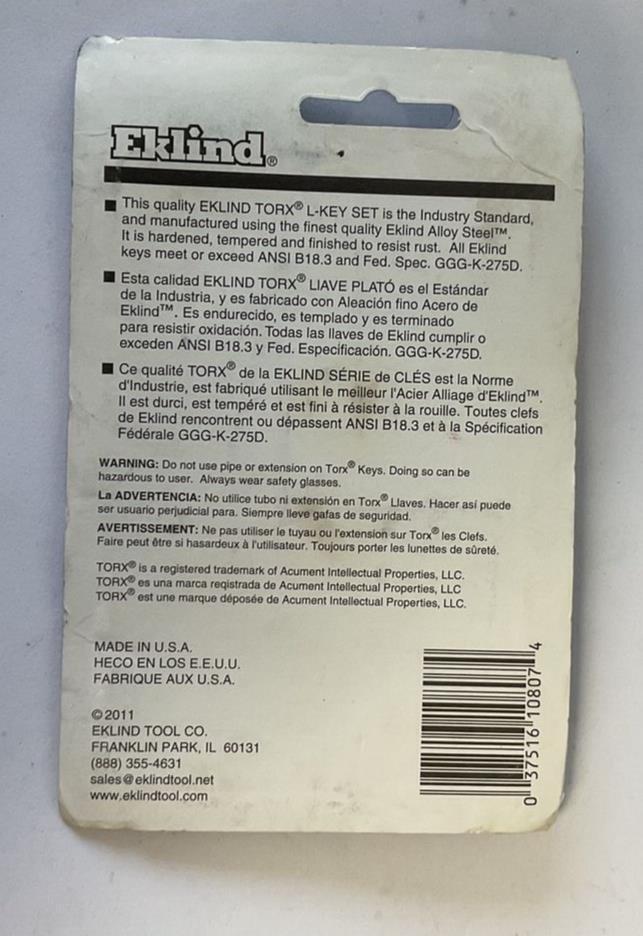 Eklind®
■ This quality EKLIND TORX® L-KEY SET is the Industry Standard,
and manufactured using the finest quality Eklind Alloy Steel™.
It is hardened, tempered and finished to resist rust. All Eklind
keys meet or exceed ANSI B18.3 and Fed. Spec. GGG-K-275D.
■ Esta calidad EKLIND TORX® LIAVE PLATÓ es el Estándar
de la Industria, y es fabricado con Aleación fino Acero de
Eklind™. Es endurecido, es templado y es terminado
para resistir oxidación. Todas las llaves de Eklind cumplir o
exceden ANSI B18.3 y Fed. Especificación. GGG-K-275D.
■ Ce qualité TORX® de la EKLIND SÉRIE de CLÉS est la Norme
d'Industrie, est fabriqué utilisant le meilleur l'Acier Alliage d'Eklind™.
Il est durci, est tempéré et est fini à résister à la rouille. Toutes clefs
de Eklind rencontrent ou dépassent ANSI B18.3 et à la Spécification
Fédérale GGG-K-275D.
WARNING: Do not use pipe or extension on Torx® Keys. Doing so can be
hazardous to user. Always wear safety glasses.
La ADVERTENCIA: No utilice tubo ni extensión en Torx® Llaves. Hacer así puede
ser usuario perjudicial para. Siempre lleve gafas de seguridad.
AVERTISSEMENT: Ne pas utiliser le tuyau ou l'extension sur Torx® les Clefs.
Faire peut être si hasardeux à l'utilisateur. Toujours porter les lunettes de sûreté.
TORX® is a registered trademark of Acument Intellectual Properties, LLC.
TORX® es una marca reqistrada de Acument Intellectual Properties, LLC
TORX® est une marque déposée de Acument Intellectual Properties, LLC.
MADE IN U.S.A.
HECO EN LOS E.E.U.U.
FABRIQUE AUX U.S.A.
©2011
EKLIND TOOL CO.
FRANKLIN PARK, IL 60131
(888) 355-4631
sales@eklindtool.net
www.eklindtool.com
0 37516 10807 4